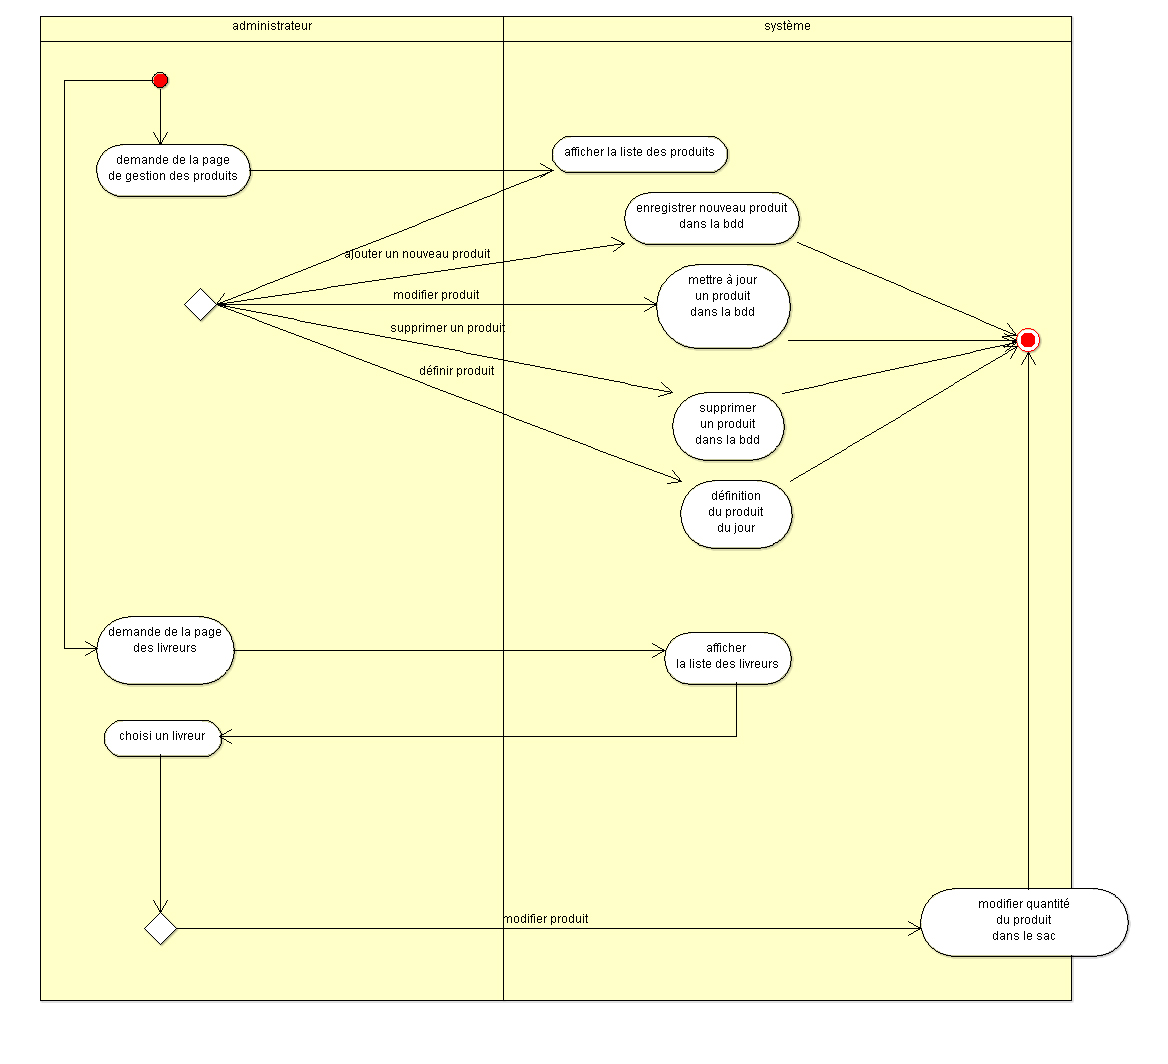 administrateur
système
demande de la page
de gestion des produits
afficher la liste des produits
enregistrer nouveau produit
dans la bdd
ajouter un nouveau produit
modifier produit
mettre à jour
un produit
dans la bdd
supprimer un produit
définir produit
supprimer
un produit
dans la bdd
définition
du produit
du jour
demande de la page
des livreurs
afficher
la liste des livreurs
choisi un livreur
modifier produit
modifier quantité
du produit
dans le sac